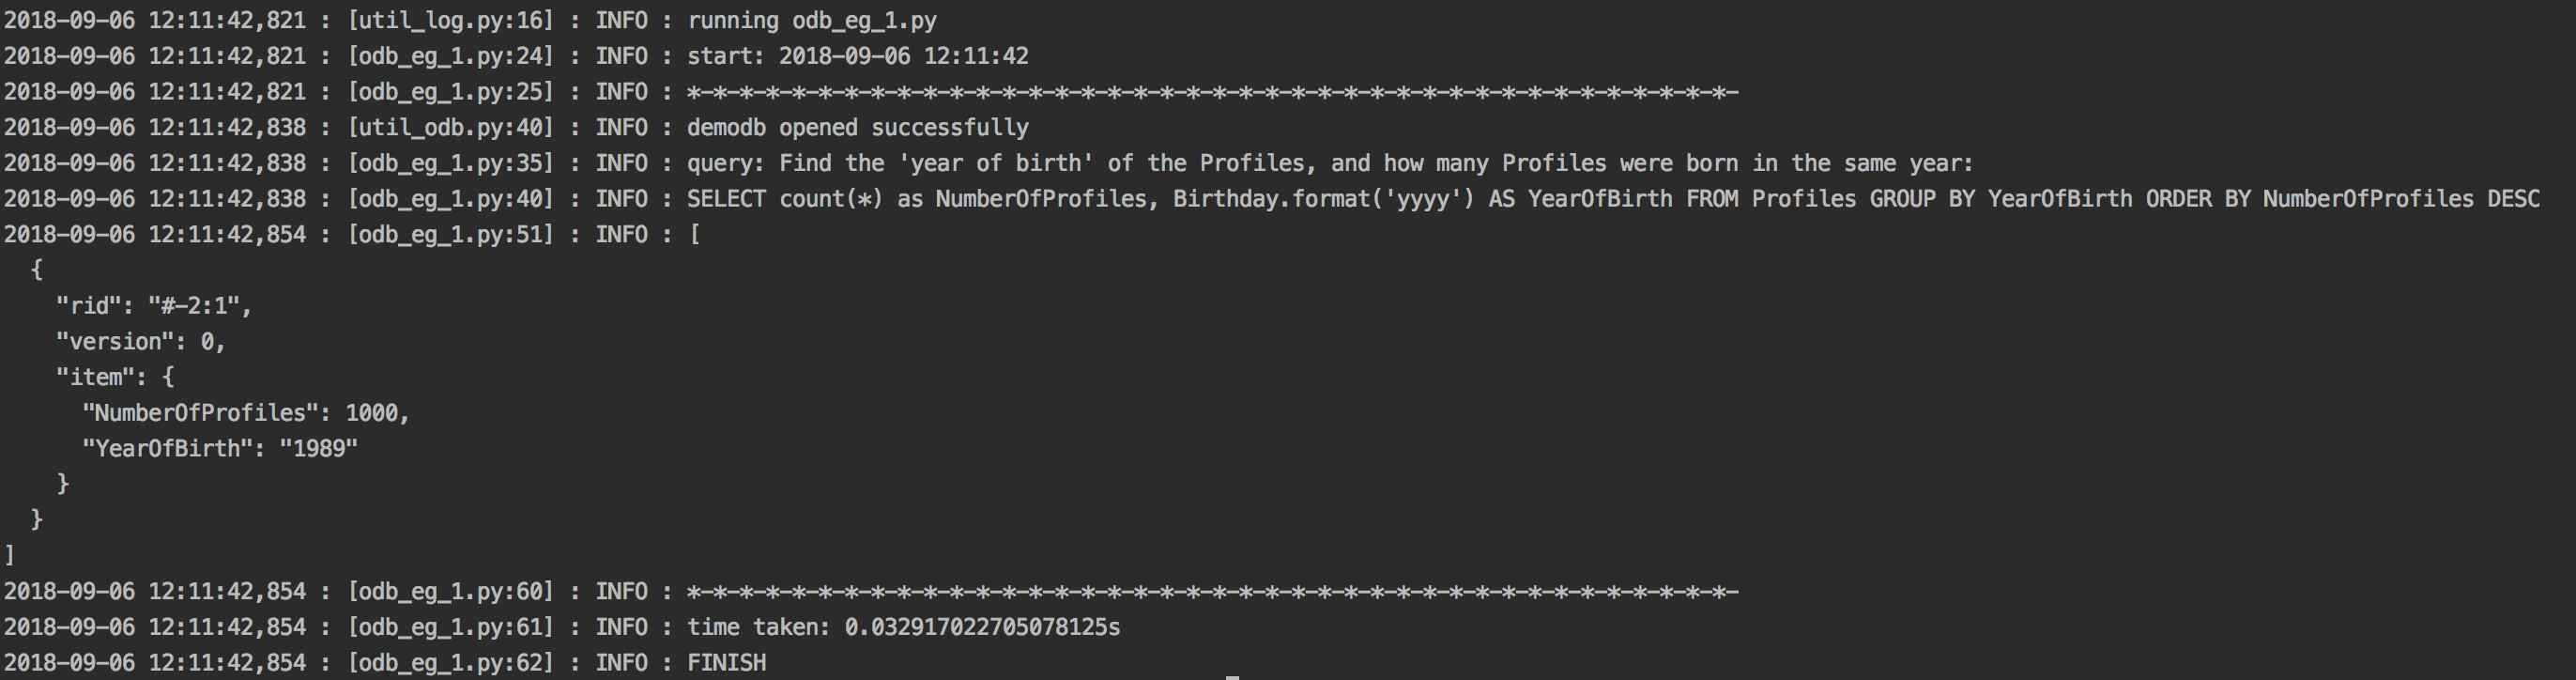 2018-09-06 12:11:42,821 : [util_log.py:16] : INFO : running odb_eg_1.py
2018-09-06 12:11:42,821 : [odb_eg_1.py:24] : INFO : start: 2018-09-06 12:11:42
2018-09-06 12:11:42,821 : [odb_eg_1.py:25] : INFO : *-*-*-*-*-*-*-*-*-*-*-*-*-*-*-*-*-*-*-*-*-*-*-*-*-*-*-*-*-*-*-*-*-*-*-*-*-*-*-*-
2018-09-06 12:11:42,838 : [util_odb.py:40] : INFO : demodb opened successfully
2018-09-06 12:11:42,838 : [odb_eg_1.py:35] : INFO : query: Find the 'year of birth' of the Profiles, and how many Profiles were born in the same year:
2018-09-06 12:11:42,838 : [odb_eg_1.py:40] : INFO : SELECT count(*) as NumberOfProfiles, Birthday.format('yyyy') AS YearOfBirth FROM Profiles GROUP BY YearOfBirth ORDER BY NumberOfProfiles DESC
2018-09-06 12:11:42,854 : [odb_eg_1.py:51] : INFO : [
  {
    "rid": "#-2:1",
    "version": 0,
    "item": {
      "NumberOfProfiles": 1000,
      "YearOfBirth": "1989"
    }
  }
]
2018-09-06 12:11:42,854 : [odb_eg_1.py:60] : INFO : *-*-*-*-*-*-*-*-*-*-*-*-*-*-*-*-*-*-*-*-*-*-*-*-*-*-*-*-*-*-*-*-*-*-*-*-*-*-*-*-
2018-09-06 12:11:42,854 : [odb_eg_1.py:61] : INFO : time taken: 0.032917022705078125s
2018-09-06 12:11:42,854 : [odb_eg_1.py:62] : INFO : FINISH